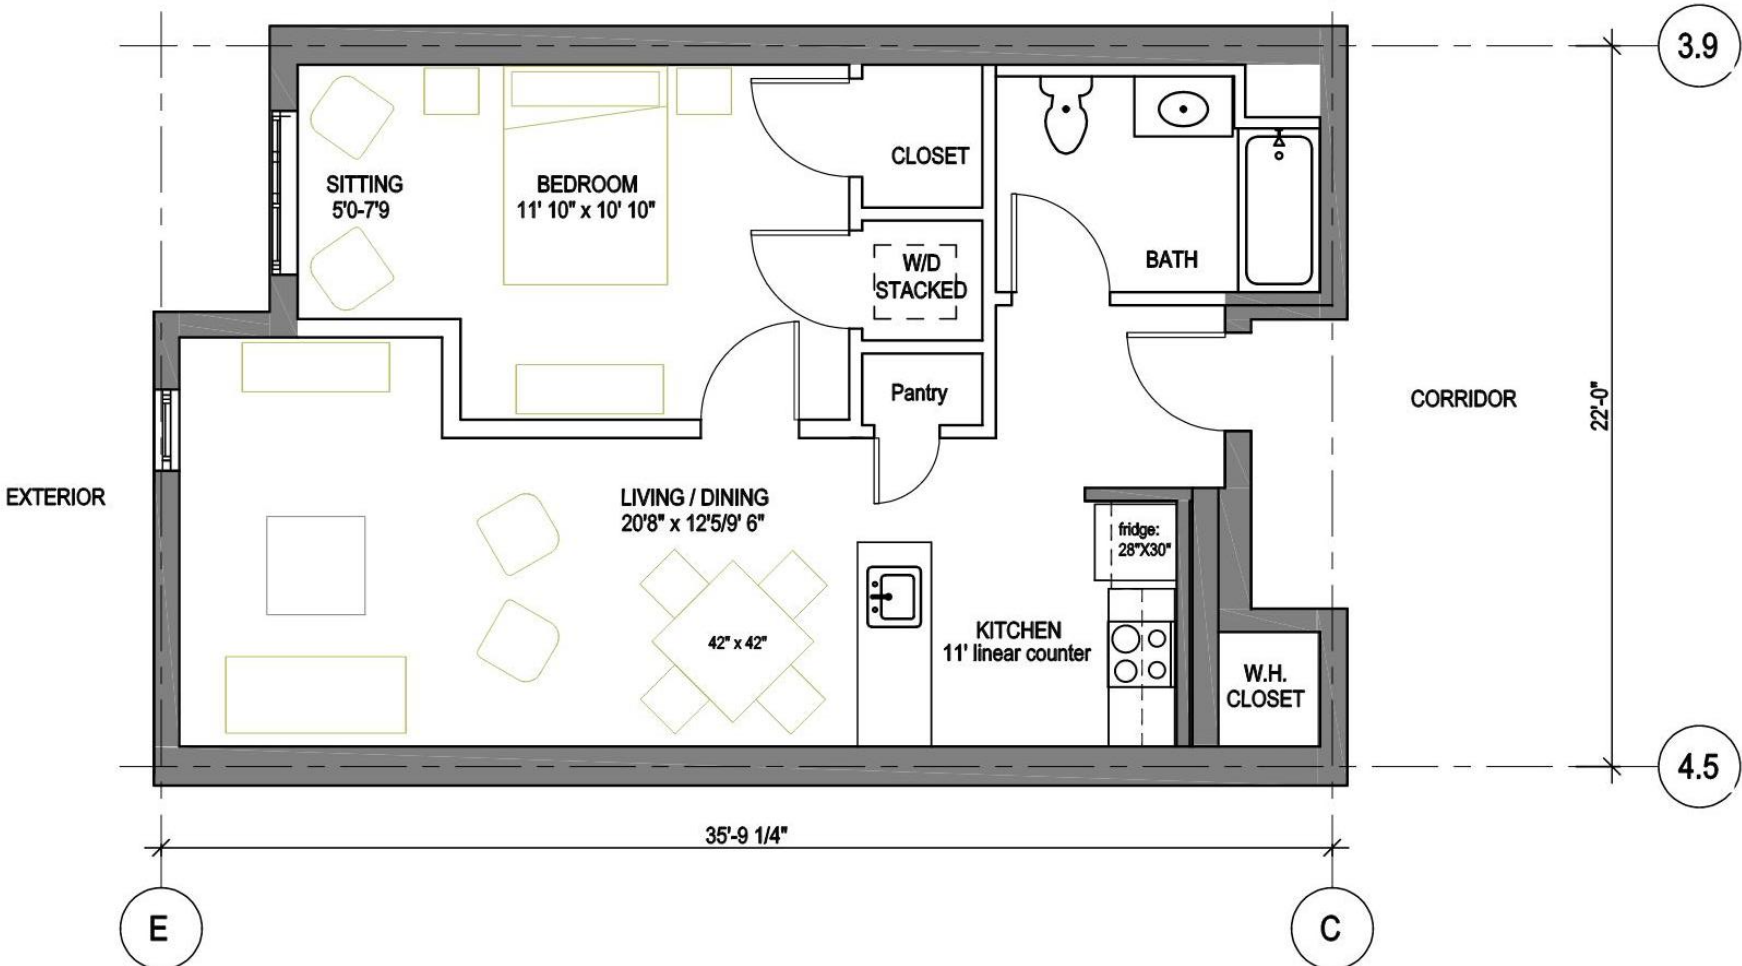 3.9
CLOSET
SITTING
5'0-7'9
BEDROOM
11' 10" x 10' 10"
W/D
STACKED
BATH
Pantry
CORRIDOR
22'-0"
EXTERIOR
LIVING / DINING
20'8" x 12'5/9' 6"
fridge:
28"X30"
42" x 42"
KITCHEN
11' linear counter
W.H.
CLOSET
4.5
35'-9 1/4"
E
C